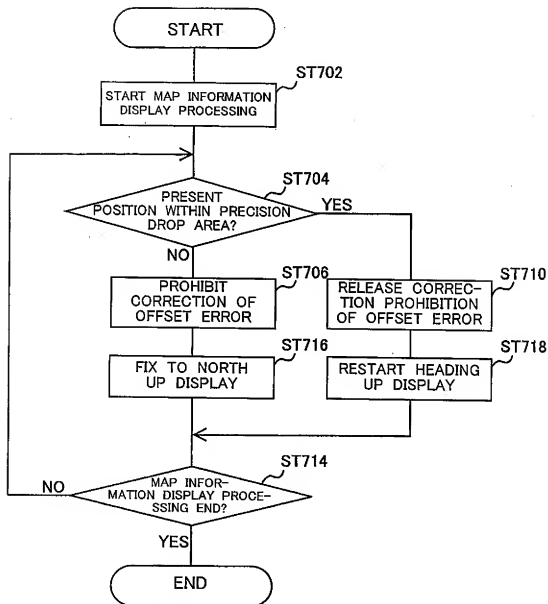 START
ST702
START MAP INFORMATION
DISPLAY PROCESSING
ST704
PRESENT
POSITION WITHIN PRECISION
DROP AREA?
YES
NO
ST706
PROHIBIT
CORRECTION OF
OFFSET ERROR
ST710
RELEASE CORREC-
TION PROHIBITION
OF OFFSET ERROR
ST716
FIX TO NORTH
UP DISPLAY
ST718
RESTART HEADING
UP DISPLAY
ST714
MAP INFOR-
MATION DISPLAY PROCE-
SSING END?
NO
YES
END